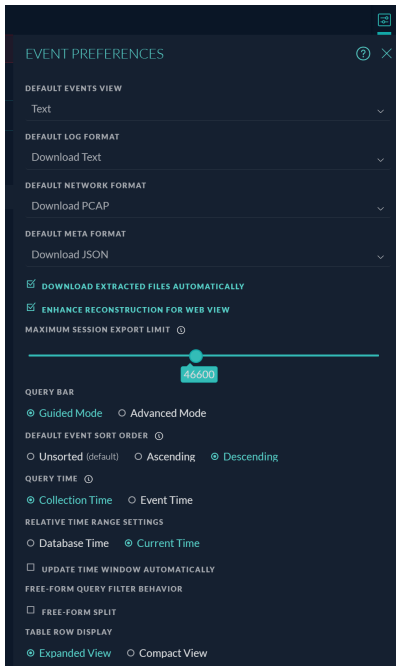 EVENT PREFERENCES
DEFAULT EVENTS VIEW
Text
DEFAULT LOG FORMAT
Download Text
DEFAULT NETWORK FORMAT
Download PCAP
DEFAULT META FORMAT
Download JSON
DOWNLOAD EXTRACTED FILES AUTOMATICALLY
ENHANCE RECONSTRUCTION FOR WEB VIEW
MAXIMUM SESSION EXPORT LIMIT
46600
QUERY BAR
Guided Mode Advanced Mode
DEFAULT EVENT SORT ORDER
Unsorted (default) Ascending Descending
QUERY TIME
Collection Time Event Time
RELATIVE TIME RANGE SETTINGS
Database Time Current Time
UPDATE TIME WINDOW AUTOMATICALLY
FREE-FORM QUERY FILTER BEHAVIOR
FREE-FORM SPLIT
TABLE ROW DISPLAY
Expanded View Compact View